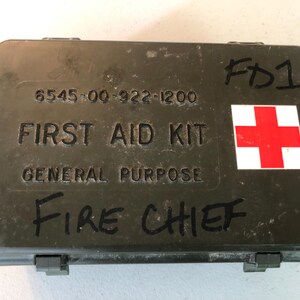 FD1
6545-00-922-1200
FIRST AID KIT
GENERAL PURPOSE
FIRE CHIEF